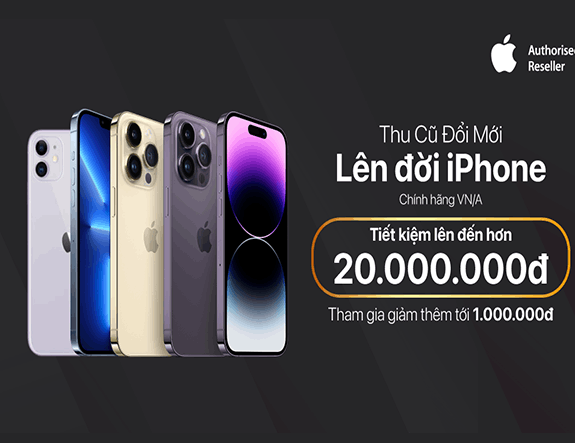 Authorised
Reseller
Thu Cũ Đổi Mới
Lên đời iPhone
Chính hãng VN/A
Tiết kiệm lên đến hơn
20.000.000đ
Tham gia giảm thêm tới 1.000.000đ